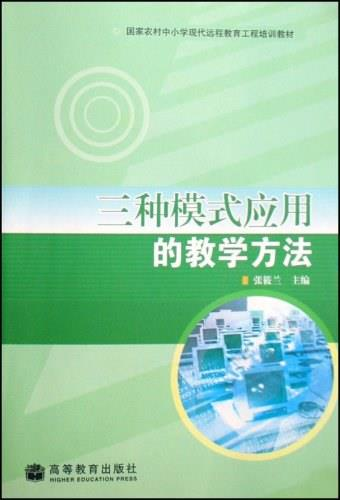 国家农村中小学现代远程教育工程培训教材
三种模式应用
的教学方法
张筱兰 主编
高等教育出版社
HIGHER EDUCATION PRESS